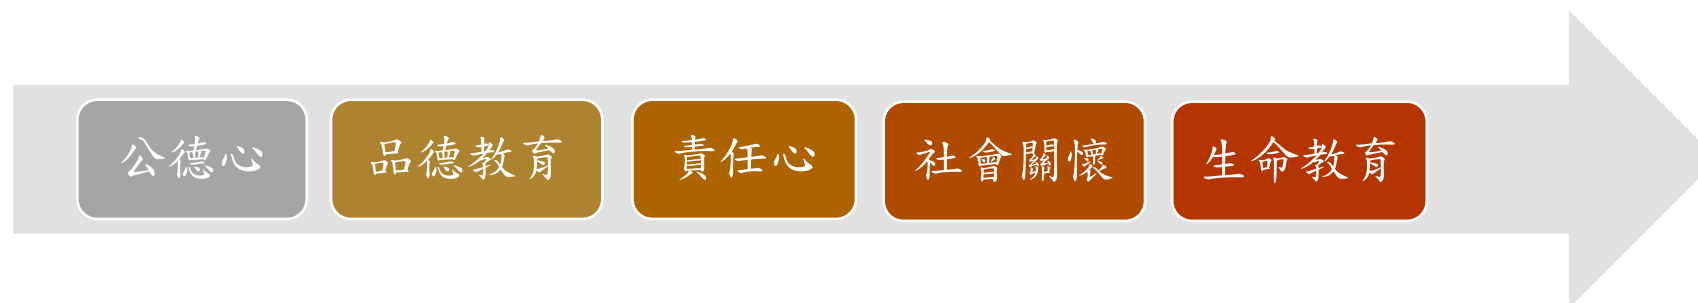 公德心
品德教育
責任心
社會關懷
生命教育